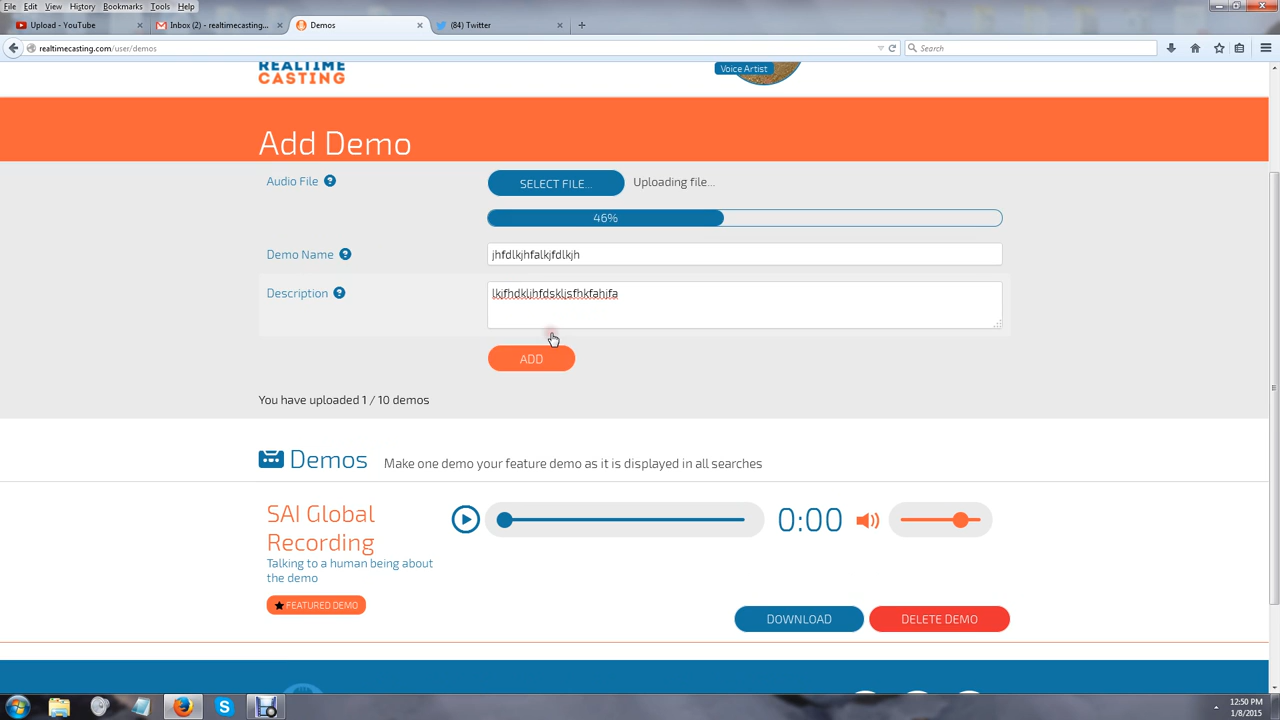 File Edit View History Bookmarks Tools Help
Upload - YouTube × Inbox (2) - realtimecasting... × Demos × (84) Twitter × +
realtimecasting.com/user/demos Search
REALTIME
CASTING
Voice Artist
Add Demo
Audio File ? SELECT FILE... Uploading file...
46%
Demo Name ? jhfdlkjhfalkjfdlkjh
Description ? lkjfhdkljhfdskljsfhkfahjfa
ADD
You have uploaded 1 / 10 demos
Demos Make one demo your feature demo as it is displayed in all searches
SAI Global
Recording
0:00
Talking to a human being about
the demo
FEATURED DEMO
DOWNLOAD DELETE DEMO
12:50 PM
1/8/2015